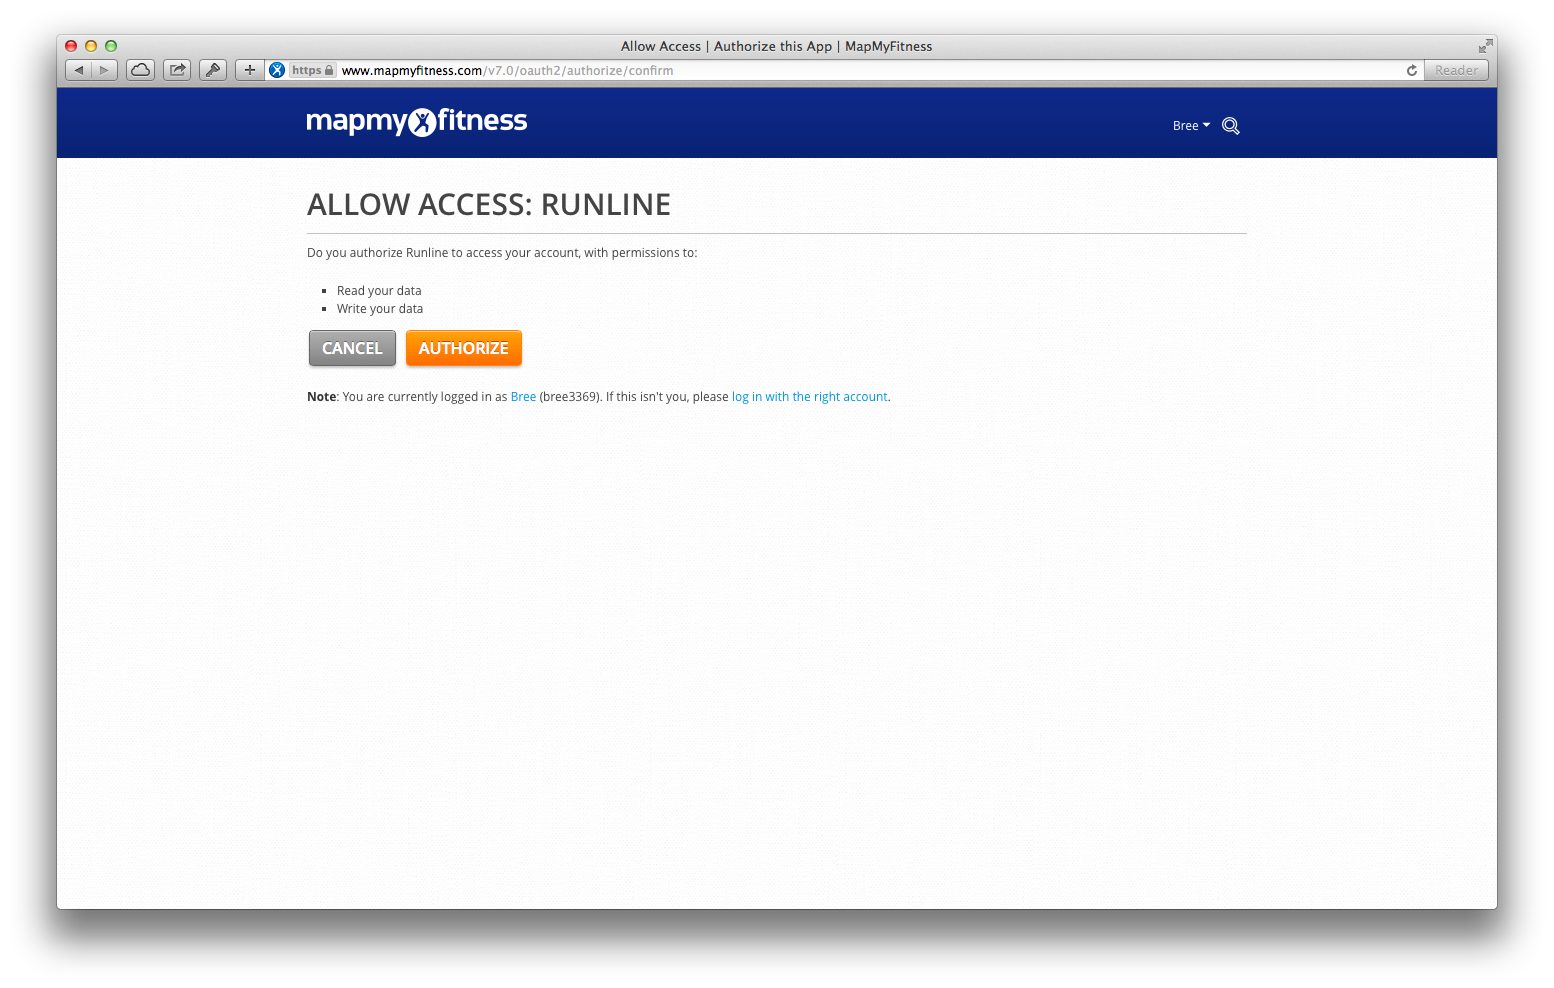 Allow Access | Authorize this App | MapMyFitness
https www.mapmyfitness.com/v7.0/oauth2/authorize/confirm Reader
mapmyfitness
Bree
ALLOW ACCESS: RUNLINE
Do you authorize Runline to access your account, with permissions to:
Read your data
Write your data
CANCEL AUTHORIZE
Note: You are currently logged in as Bree (bree3369). If this isn't you, please log in with the right account.